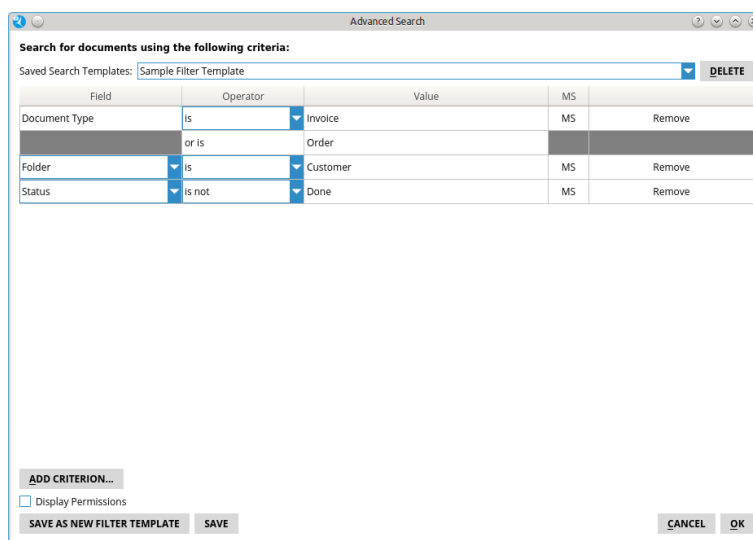 Advanced Search
Search for documents using the following criteria:
Saved Search Templates: Sample Filter Template DELETE
Field Operator Value MS
Document Type is Invoice MS Remove
or is Order
Folder is Customer MS Remove
Status is not Done MS Remove
ADD CRITERION...
Display Permissions
SAVE AS NEW FILTER TEMPLATE SAVE CANCEL OK